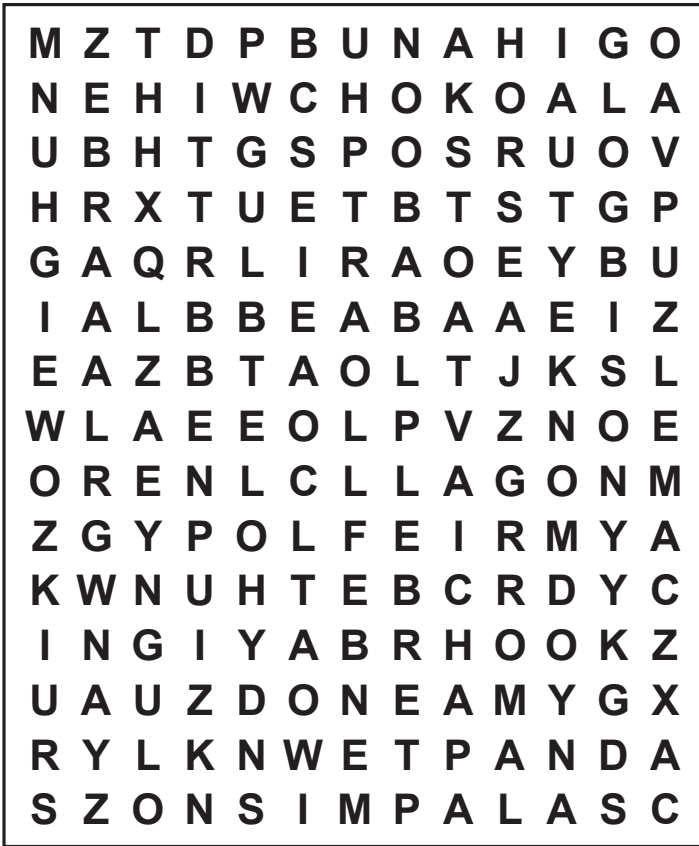 M Z T D P B U N A H I G O
N E H I W C H O K O A L A
U B H T G S P O S R U O V
H R X T U E T B T S T G P
G A Q R L I R A O E Y B U
I A L B B E A B A A E I Z
E A Z B T A O L T J K S L
W L A E E O L P V Z N O E
O R E N L C L L A G O N M
Z G Y P O L F E I R M Y A
K W N U H T E B C R D Y C
I N G I Y A B R H O O K Z
U A U Z D O N E A M Y G X
R Y L K N W E T P A N D A
S Z O N S I M P A L A S C